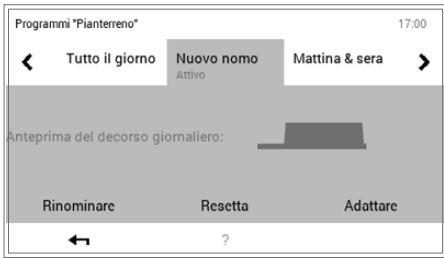 Programmi "Pianterreno" 17:00
Tutto il giorno Nuovo nomo Mattina & sera
Attivo
Anteprima del decorso giornaliero:
Rinominare Resetta Adattare
?